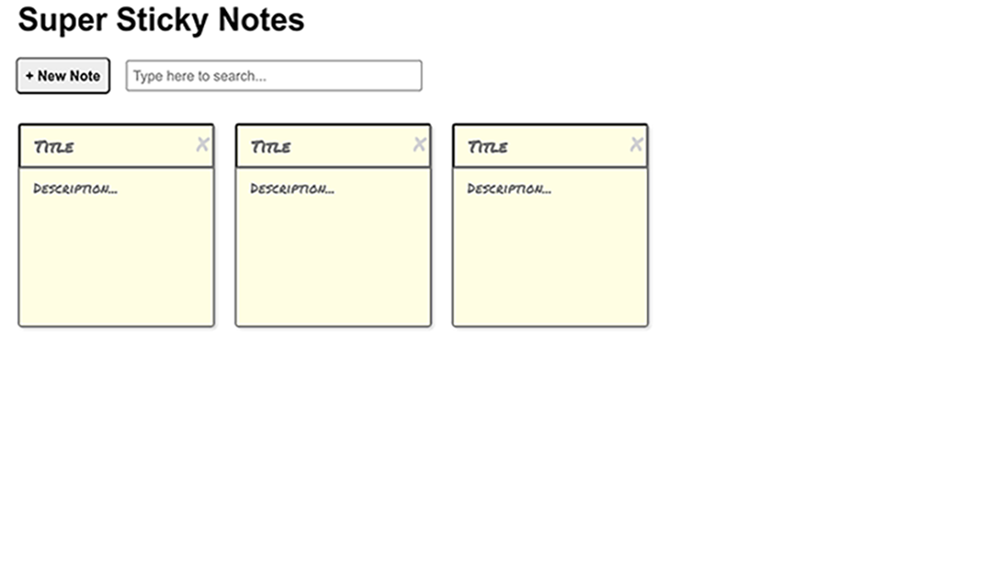 Super Sticky Notes
+ New Note Type here to search...
Title x Title x Title x
Description... Description... Description...